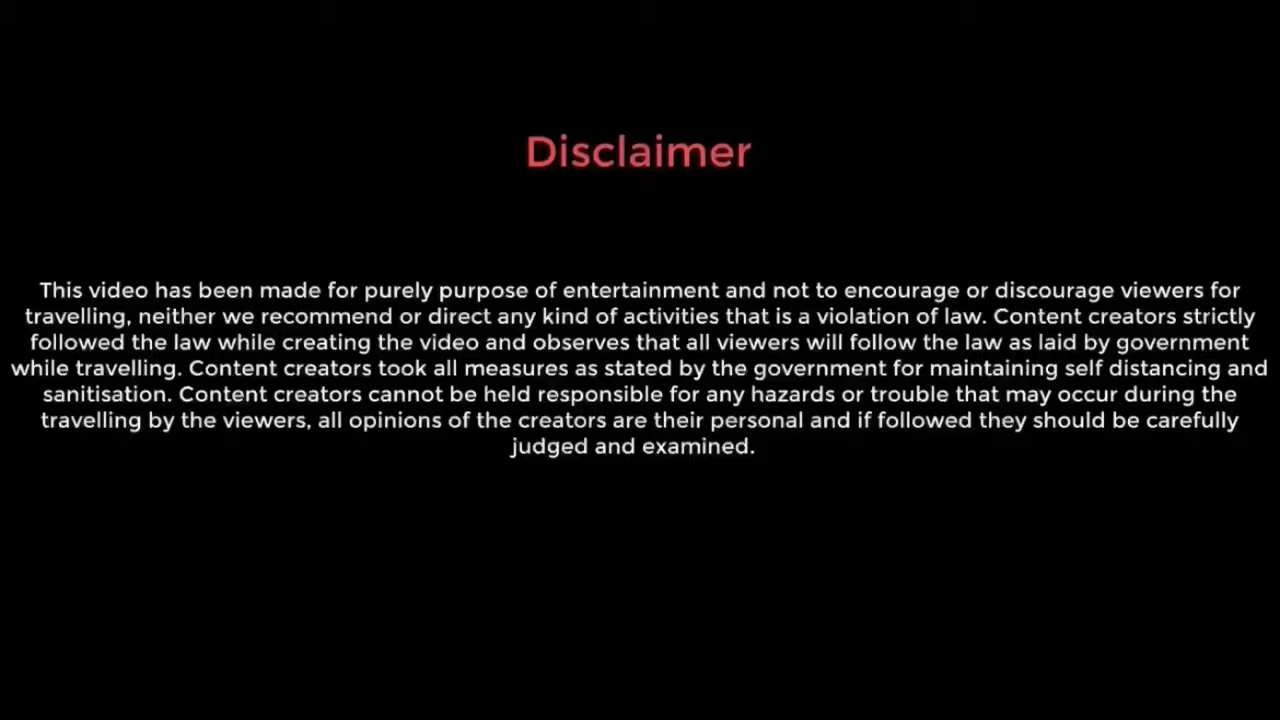 Disclaimer
This video has been made for purely purpose of entertainment and not to encourage or discourage viewers for
travelling, neither we recommend or direct any kind of activities that is a violation of law. Content creators strictly
followed the law while creating the video and observes that all viewers will follow the law as laid by government
while travelling. Content creators took all measures as stated by the government for maintaining self distancing and
sanitisation. Content creators cannot be held responsible for any hazards or trouble that may occur during the
travelling by the viewers, all opinions of the creators are their personal and if followed they should be carefully
judged and examined.